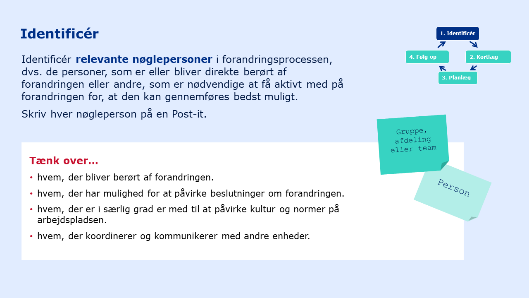 Identificér
1. Identificér
4. Følg op
2. Kortlæg
3. Planlæg
Identificér relevante nøglepersoner i forandringsprocessen,
dvs. de personer, som er eller bliver direkte berørt af
forandringen eller andre, som er nødvendige at få aktivt med på
forandringen for, at den kan gennemføres bedst muligt.
Skriv hver nøgleperson på en Post-it.
Gruppe,
afdeling
eller team
Person
Tænk over...
• hvem, der bliver berørt af forandringen.
• hvem, der har mulighed for at påvirke beslutninger om forandringen.
• hvem, der er i særlig grad er med til at påvirke kultur og normer på
arbejdspladsen.
• hvem, der koordinerer og kommunikerer med andre enheder.